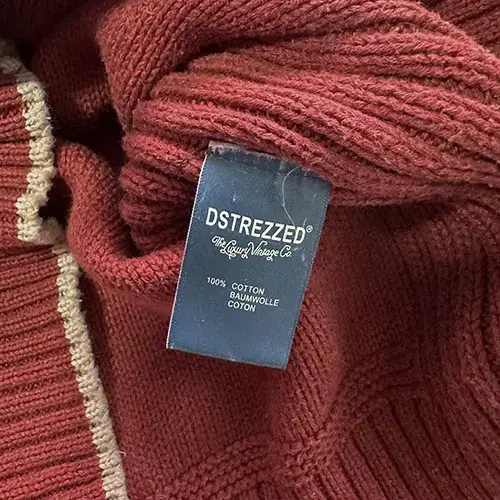 DSTREZZED®
The Luxury Vintage Co.
100% COTTON
BAUMWOLLE
COTON